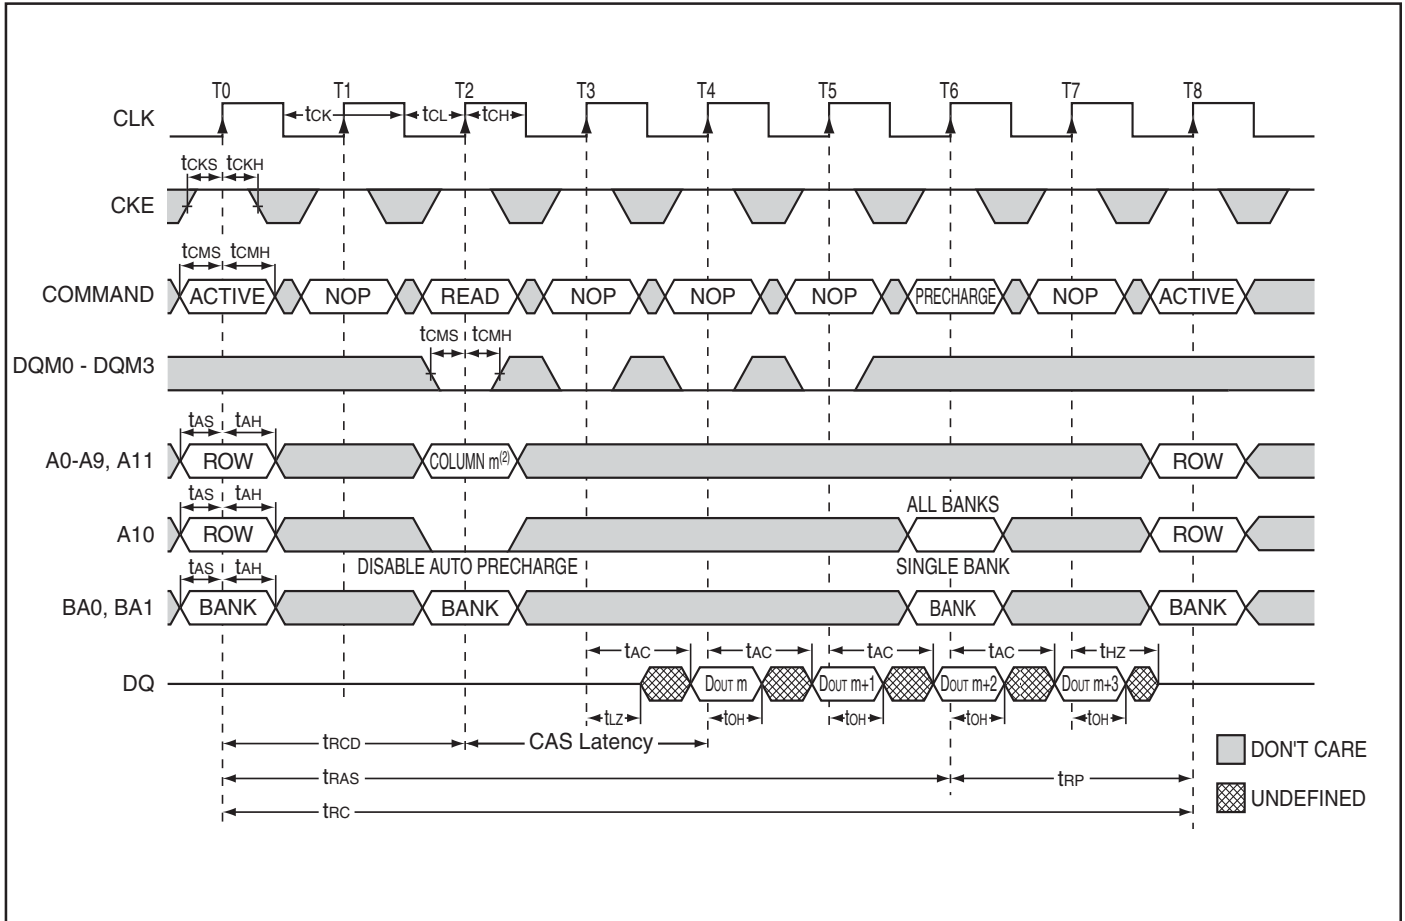 T0 T1 T2 T3 T4 T5 T6 T7 T8
CLK tCK tCL tCH
tCKS tCKH
CKE
tCMS tCMH
COMMAND ACTIVE NOP READ NOP NOP NOP PRECHARGE NOP ACTIVE
tCMS tCMH
DQM0 - DQM3
tAS tAH
A0-A9, A11 ROW COLUMN m(2) ROW
tAS tAH ALL BANKS
A10 ROW ROW
DISABLE AUTO PRECHARGE SINGLE BANK
tAS tAH
BA0, BA1 BANK BANK BANK BANK
tAC tAC tAC tAC tHZ
DQ DOUT m DOUT m+1 DOUT m+2 DOUT m+3
tLZ tOH tOH tOH tOH
tRCD CAS Latency
DON'T CARE
tRAS tRP
UNDEFINED
tRC